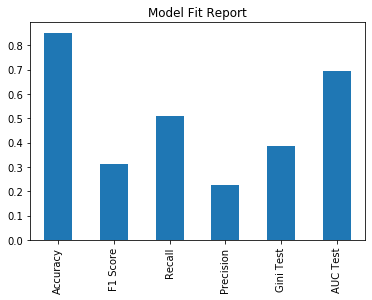 Model Fit Report
0.8
0.7
0.6
0.5
0.4
0.3
0.2
0.1
0.0
Accuracy
F1 Score
Recall
Precision
Gini Test
AUC Test